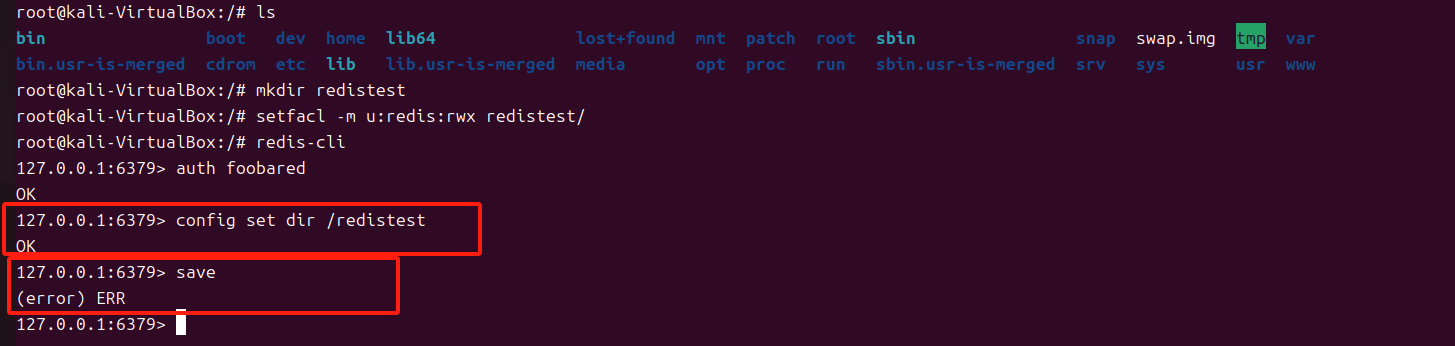 root@kali-VirtualBox:/# ls
bin boot dev home lib64 lost+found mnt patch root sbin snap swap.img tmp var
bin.usr-is-merged cdrom etc lib lib.usr-is-merged media opt proc run sbin.usr-is-merged srv sys usr www
root@kali-VirtualBox:/# mkdir redistest
root@kali-VirtualBox:/# setfacl -m u:redis:rwx redistest/
root@kali-VirtualBox:/# redis-cli
127.0.0.1:6379> auth foobared
OK
127.0.0.1:6379> config set dir /redistest
OK
127.0.0.1:6379> save
(error) ERR
127.0.0.1:6379>